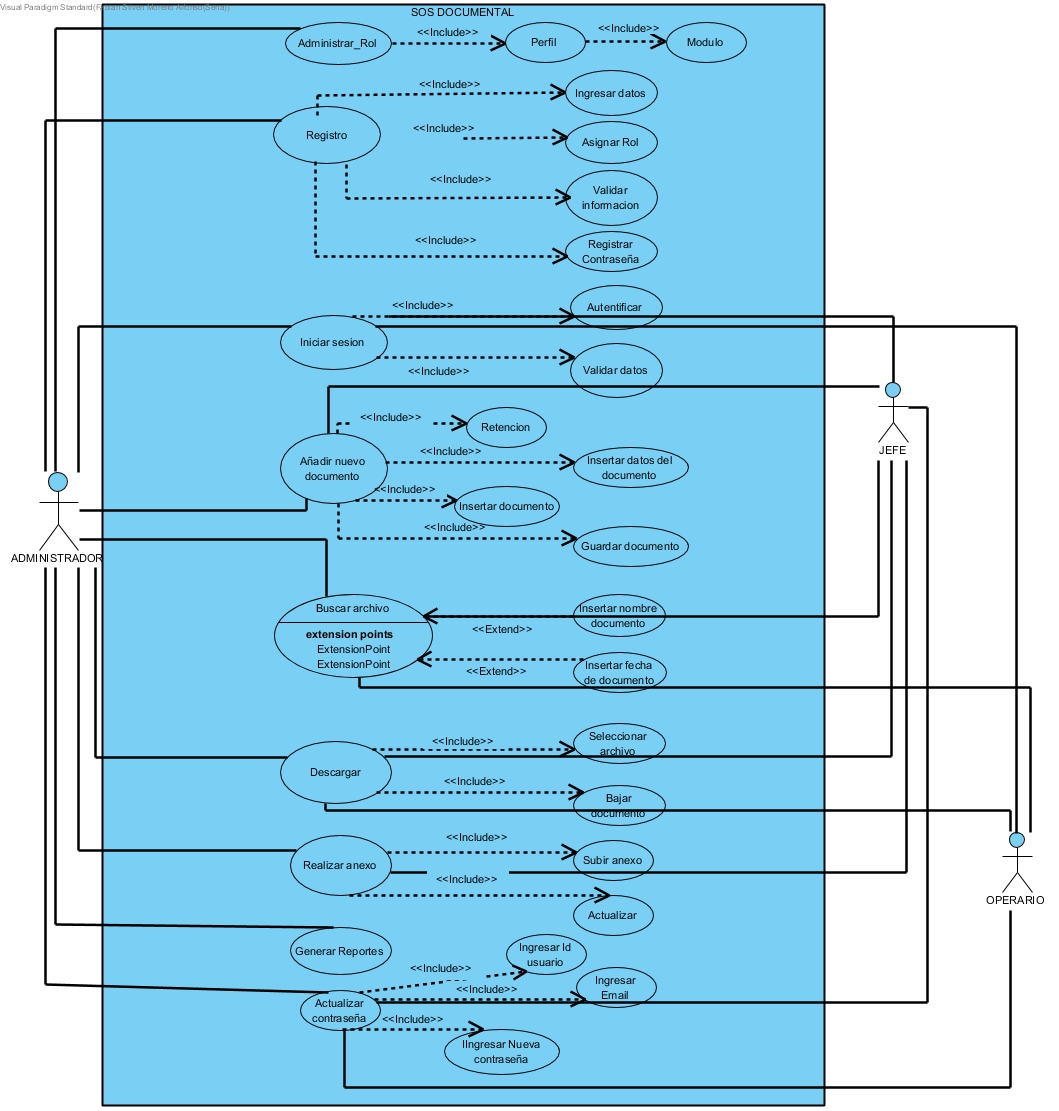 Visual Paradigm Standard(
SOS DOCUMENTAL
Administrar_Rol
<<Include>>
Perfil
<<Include>>
Modulo
<<Include>>
Ingresar datos
Registro
<<Include>>
Asignar Rol
<<Include>>
Validar
informacion
<<Include>>
Registrar
Contraseña
<<Include>>
Autentificar
Iniciar sesion
<<Include>>
Validar datos
JEFE
<<Include>>
Retencion
Añadir nuevo
documento
<<Include>>
Insertar datos del
documento
<<Include>>
Insertar documento
<<Include>>
Guardar documento
ADMINISTRADOR
Buscar archivo
extension points
ExtensionPoint
ExtensionPoint
Insertar nombre
documento
<<Extend>>
Insertar fecha
de documento
<<Extend>>
<<Include>>
Seleccionar
archivo
Descargar
<<Include>>
Bajar
documento
<<Include>>
Subir anexo
Realizar anexo
<<Include>>
Actualizar
OPERARIO
Generar Reportes
<<Include>>
Ingresar Id
usuario
<<Include>>
Ingresar
Email
Actualizar
contraseña
<<Include>>
IIngresar Nueva
contraseña